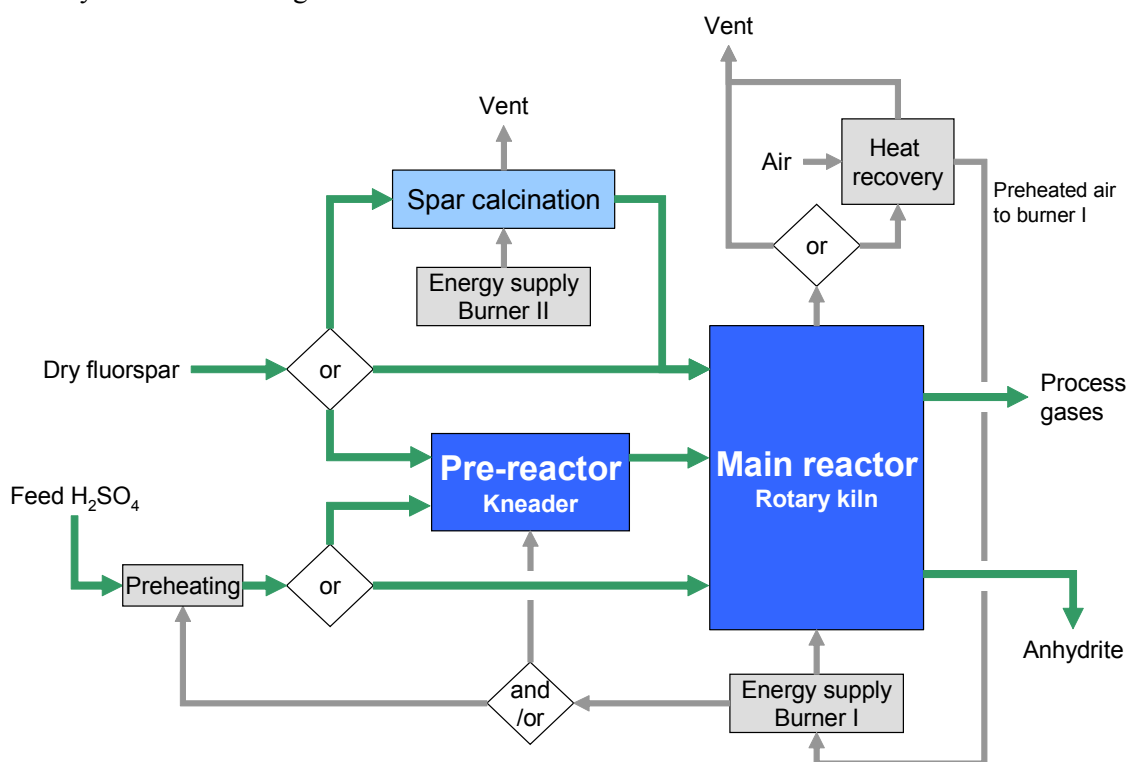 Vent
Vent
Air
Heat
recovery
Preheated air
to burner I
Spar calcination
or
Energy supply
Burner II
Dry fluorspar
or
Process
gases
Pre-reactor
Kneader
Main reactor
Rotary kiln
Feed H₂SO₄
Preheating
or
Anhydrite
and
/or
Energy supply
Burner I